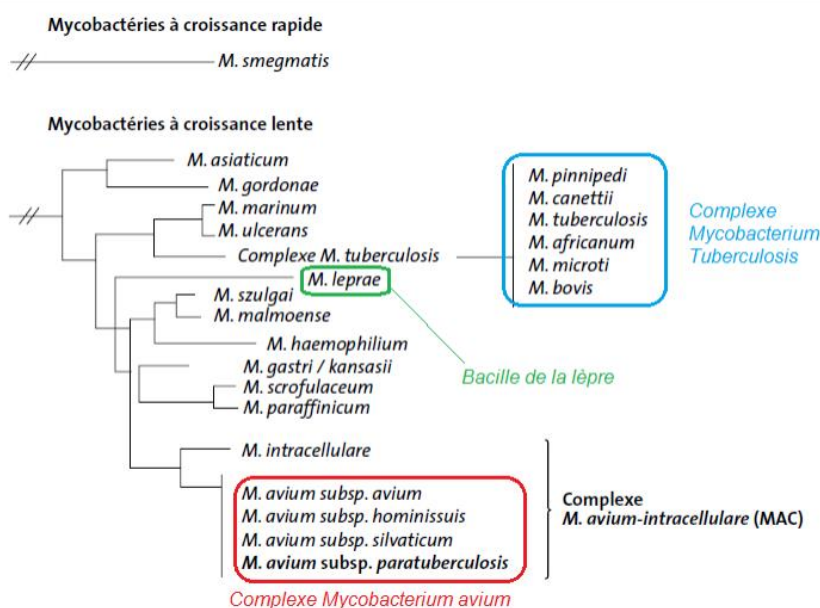 Mycobactéries à croissance rapide
M. smegmatis
Mycobactéries à croissance lente
M. asiaticum
M. gordonae
M. marinum
M. ulcerans
Complexe M. tuberculosis
M. leprae
M. szulgai
M. malmoense
M. haemophilium
M. gastri / kansasii
M. scrofulaceum
M. paraffinicum
M. intracellulare
M. avium subsp. avium
M. avium subsp. hominissuis
M. avium subsp. silvaticum
M. avium subsp. paratuberculosis
Complexe Mycobacterium avium
M. pinnipedi
M. canettii
M. tuberculosis
M. africanum
M. microti
M. bovis
Complexe
Mycobacterium
Tuberculosis
Bacille de la lèpre
Complexe
M. avium-intracellulare (MAC)